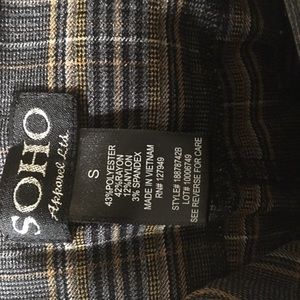 SOHO
Apparel Ltd.
S
43% POLYESTER
42% RAYON
12% NYLON
3% SPANDEX
MADE IN VIETNAM
RN# 127949
STYLE# 18878742B
LOT# 10006749
SEE REVERSE FOR CARE